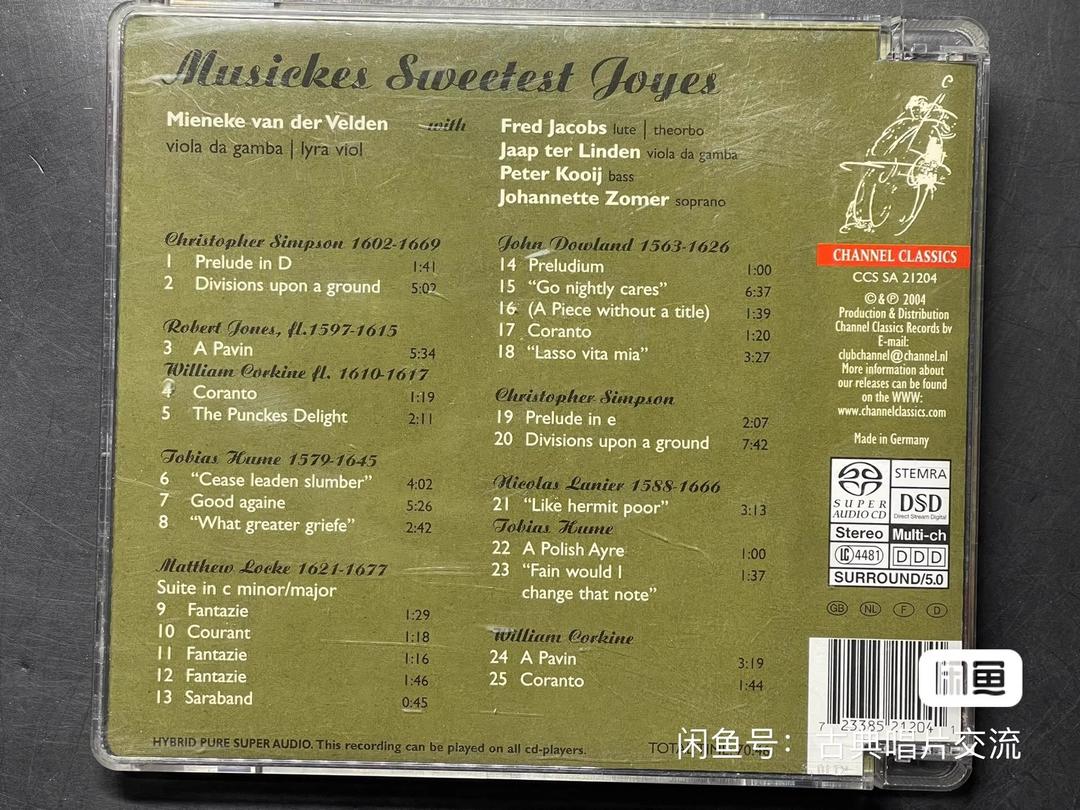 Musickes Sweetest Joyes
Mieneke van der Velden with
viola da gamba | lyra viol
Fred Jacobs lute | theorbo
Jaap ter Linden viola da gamba
Peter Kooij bass
Johannette Zomer soprano
Christopher Simpson 1602-1669
1 Prelude in D 1:41
2 Divisions upon a ground 5:02
Robert Jones, fl.1597-1615
3 A Pavin 5:34
William Corkine fl. 1610-1617
4 Coranto 1:19
5 The Punckes Delight 2:11
Tobias Hume 1579-1645
6 “Cease leaden slumber” 4:02
7 Good againe 5:26
8 “What greater griefe” 2:42
Matthew Locke 1621-1677
Suite in c minor/major
9 Fantazie 1:29
10 Courant 1:18
11 Fantazie 1:16
12 Fantazie 1:46
13 Saraband 0:45
John Dowland 1563-1626
14 Preludium 1:00
15 “Go nightly cares” 6:37
16 (A Piece without a title) 1:39
17 Coranto 1:20
18 “Lasso vita mia” 3:27
Christopher Simpson
19 Prelude in e 2:07
20 Divisions upon a ground 7:42
Nicolas Lanier 1588-1666
21 “Like hermit poor” 3:13
Tobias Hume
22 A Polish Ayre 1:00
23 “Fain would I 1:37
change that note”
William Corkine
24 A Pavin 3:19
25 Coranto 1:44
HYBRID PURE SUPER AUDIO. This recording can be played on all cd-players.
CHANNEL CLASSICS
CCS SA 21204
©&℗ 2004
Production & Distribution
Channel Classics Records bv
E-mail:
clubchannel@channel.nl
More information about
our releases can be found
on the WWW:
www.channelclassics.com
Made in Germany
SUPER AUDIO CD
STEMRA
DSD
Direct Stream Digital
Stereo Multi-ch
LC 4481 DDD
SURROUND/5.0
GB NL F D
7 23385 21204 1
闲鱼
闲鱼号：古典唱片交流